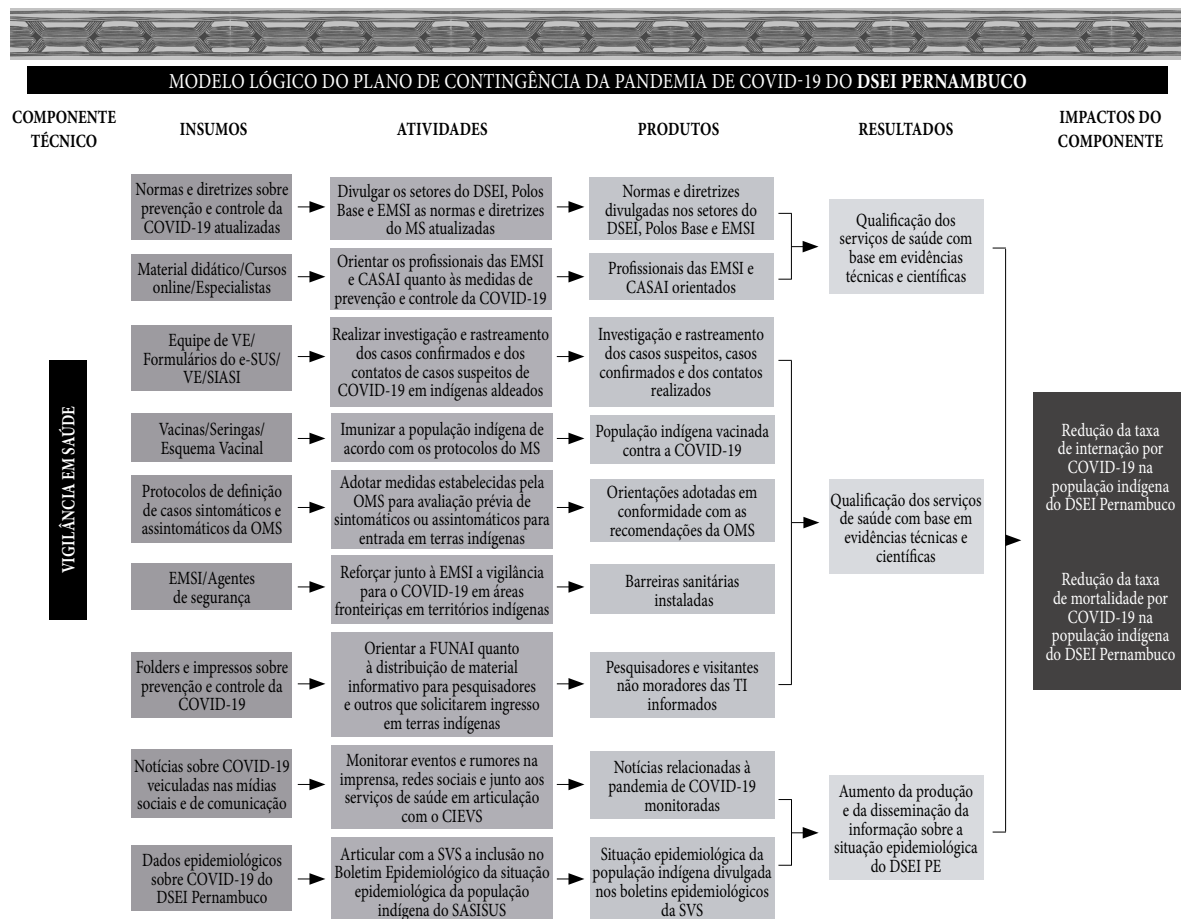 MODELO LÓGICO DO PLANO DE CONTINGÊNCIA DA PANDEMIA DE COVID-19 DO DSEI PERNAMBUCO
COMPONENTE
TÉCNICO
INSUMOS
ATIVIDADES
PRODUTOS
RESULTADOS
IMPACTOS DO
COMPONENTE
VIGILÂNCIA EM SAÚDE
Normas e diretrizes sobre
prevenção e controle da
COVID-19 atualizadas
Divulgar os setores do DSEI, Polos
Base e EMSI as normas e diretrizes
do MS atualizadas
Normas e diretrizes
divulgadas nos setores do
DSEI, Polos Base e EMSI
Material didático/Cursos
online/Especialistas
Orientar os profissionais das EMSI
e CASAI quanto às medidas de
prevenção e controle da COVID-19
Profissionais das EMSI e
CASAI orientados
Qualificação dos
serviços de saúde com
base em evidências
técnicas e científicas
Equipe de VE/
Formulários do e-SUS/
VE/SIASI
Realizar investigação e rastreamento
dos casos confirmados e dos
contatos de casos suspeitos de
COVID-19 em indígenas aldeados
Investigação e rastreamento
dos casos suspeitos, casos
confirmados e dos contatos
realizados
Vacinas/Seringas/
Esquema Vacinal
Imunizar a população indígena de
acordo com os protocolos do MS
População indígena vacinada
contra a COVID-19
Protocolos de definição
de casos sintomáticos e
assintomáticos da OMS
Adotar medidas estabelecidas pela
OMS para avaliação prévia de
sintomáticos ou assintomáticos para
entrada em terras indígenas
Orientações adotadas em
conformidade com as
recomendações da OMS
Qualificação dos serviços
de saúde com base em
evidências técnicas e
científicas
EMSI/Agentes
de segurança
Reforçar junto à EMSI a vigilância
para o COVID-19 em áreas
fronteiriças em territórios indígenas
Barreiras sanitárias
instaladas
Folders e impressos sobre
prevenção e controle da
COVID-19
Orientar a FUNAI quanto
à distribuição de material
informativo para pesquisadores
e outros que solicitarem ingresso
em terras indígenas
Pesquisadores e visitantes
não moradores das TI
informados
Notícias sobre COVID-19
veiculadas nas mídias
sociais e de comunicação
Monitorar eventos e rumores na
imprensa, redes sociais e junto aos
serviços de saúde em articulação
com o CIEVS
Notícias relacionadas à
pandemia de COVID-19
monitoradas
Dados epidemiológicos
sobre COVID-19 do
DSEI Pernambuco
Articular com a SVS a inclusão no
Boletim Epidemiológico da situação
epidemiológica da população
indígena do SASISUS
Situação epidemiológica da
população indígena divulgada
nos boletins epidemiológicos
da SVS
Aumento da produção
e da disseminação da
informação sobre a
situação epidemiológica
do DSEI PE
Redução da taxa
de internação por
COVID-19 na
população indígena
do DSEI Pernambuco
Redução da taxa
de mortalidade por
COVID-19 na
população indígena
do DSEI Pernambuco